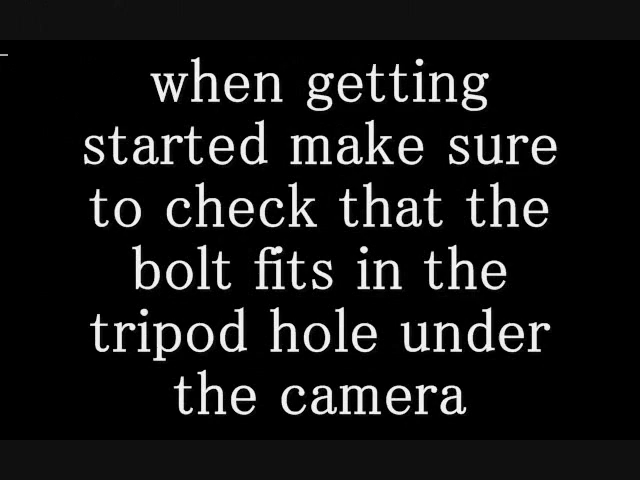 when getting
started make sure
to check that the
bolt fits in the
tripod hole under
the camera